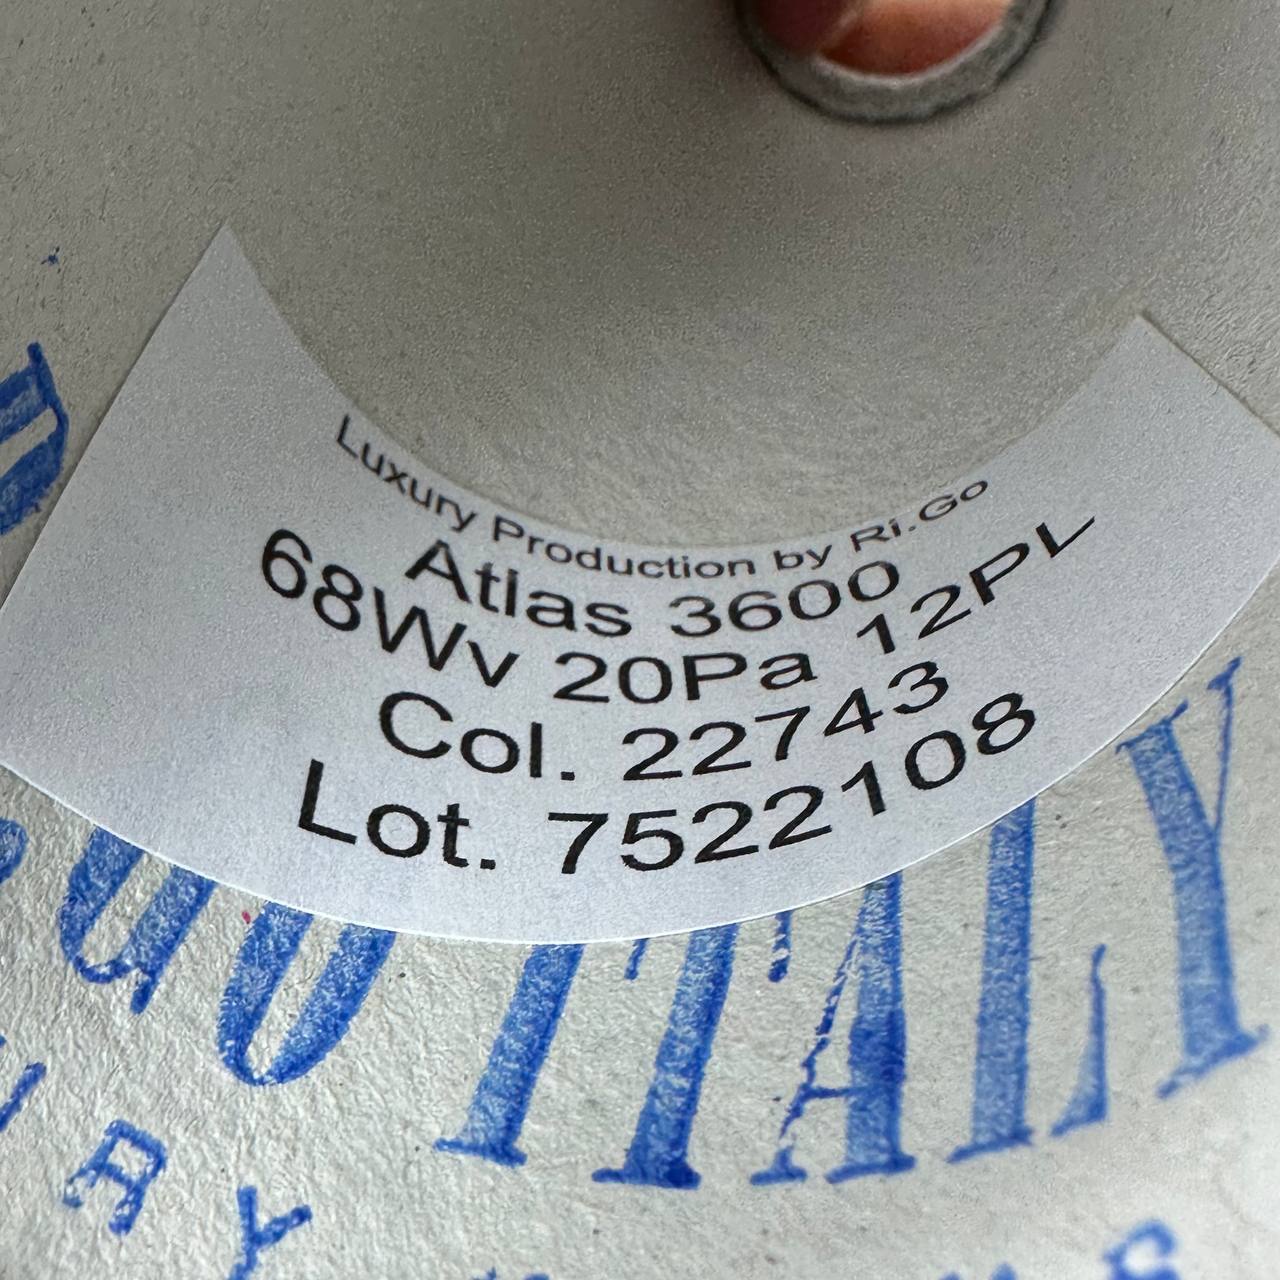 Luxury Production by Ri.Go
Atlas 3600
68Wv 20Pa 12PL
Col. 22743
Lot. 7522108
ITALY